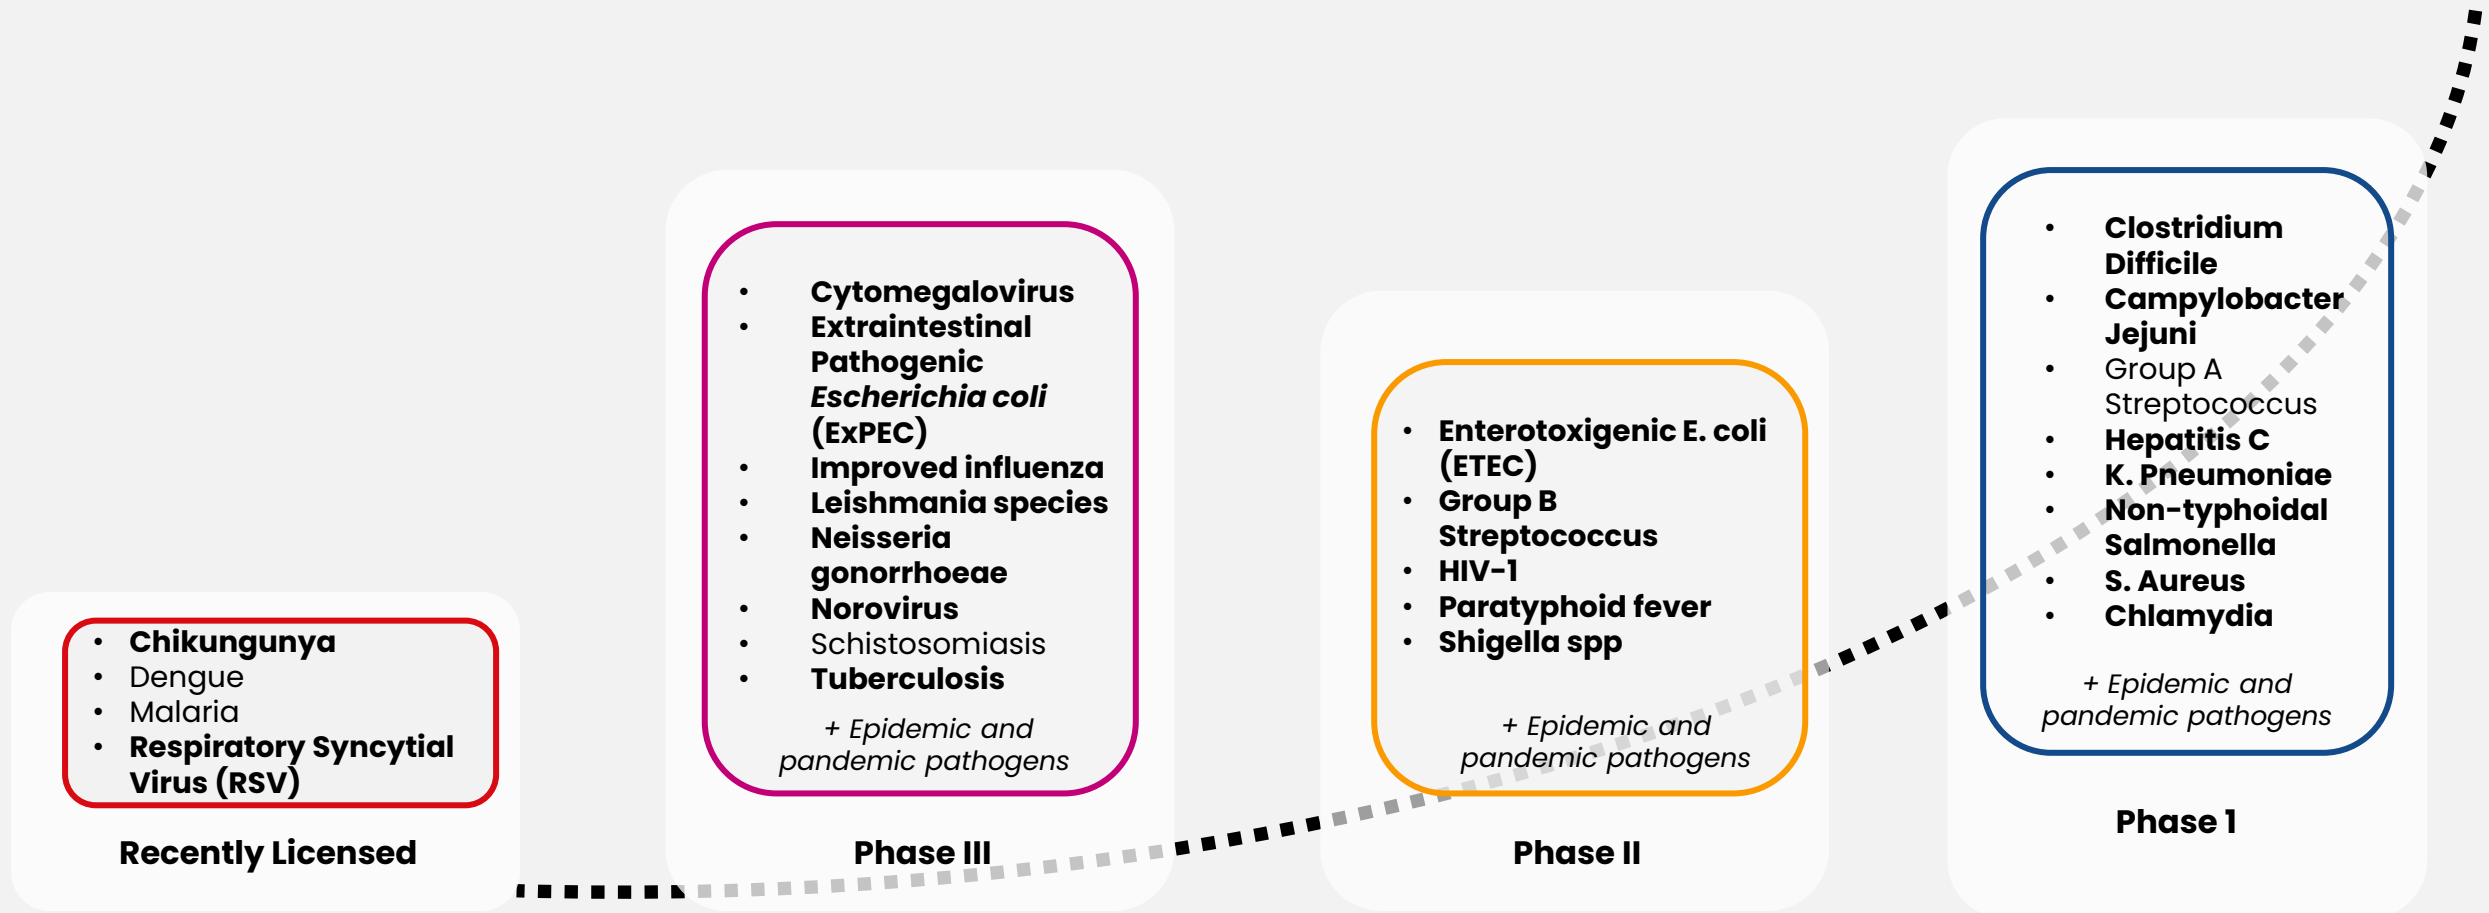 • Chikungunya
• Dengue
• Malaria
• Respiratory Syncytial
Virus (RSV)
Recently Licensed
• Cytomegalovirus
• Extraintestinal
Pathogenic
Escherichia coli
(ExPEC)
• Improved influenza
• Leishmania species
• Neisseria
gonorrhoeae
• Norovirus
• Schistosomiasis
• Tuberculosis
+ Epidemic and
pandemic pathogens
Phase III
• Enterotoxigenic E. coli
(ETEC)
• Group B
Streptococcus
• HIV-1
• Paratyphoid fever
• Shigella spp
+ Epidemic and
pandemic pathogens
Phase II
• Clostridium
Difficile
• Campylobacter
Jejuni
• Group A
Streptococcus
• Hepatitis C
• K. Pneumoniae
• Non-typhoidal
Salmonella
• S. Aureus
• Chlamydia
+ Epidemic and
pandemic pathogens
Phase 1